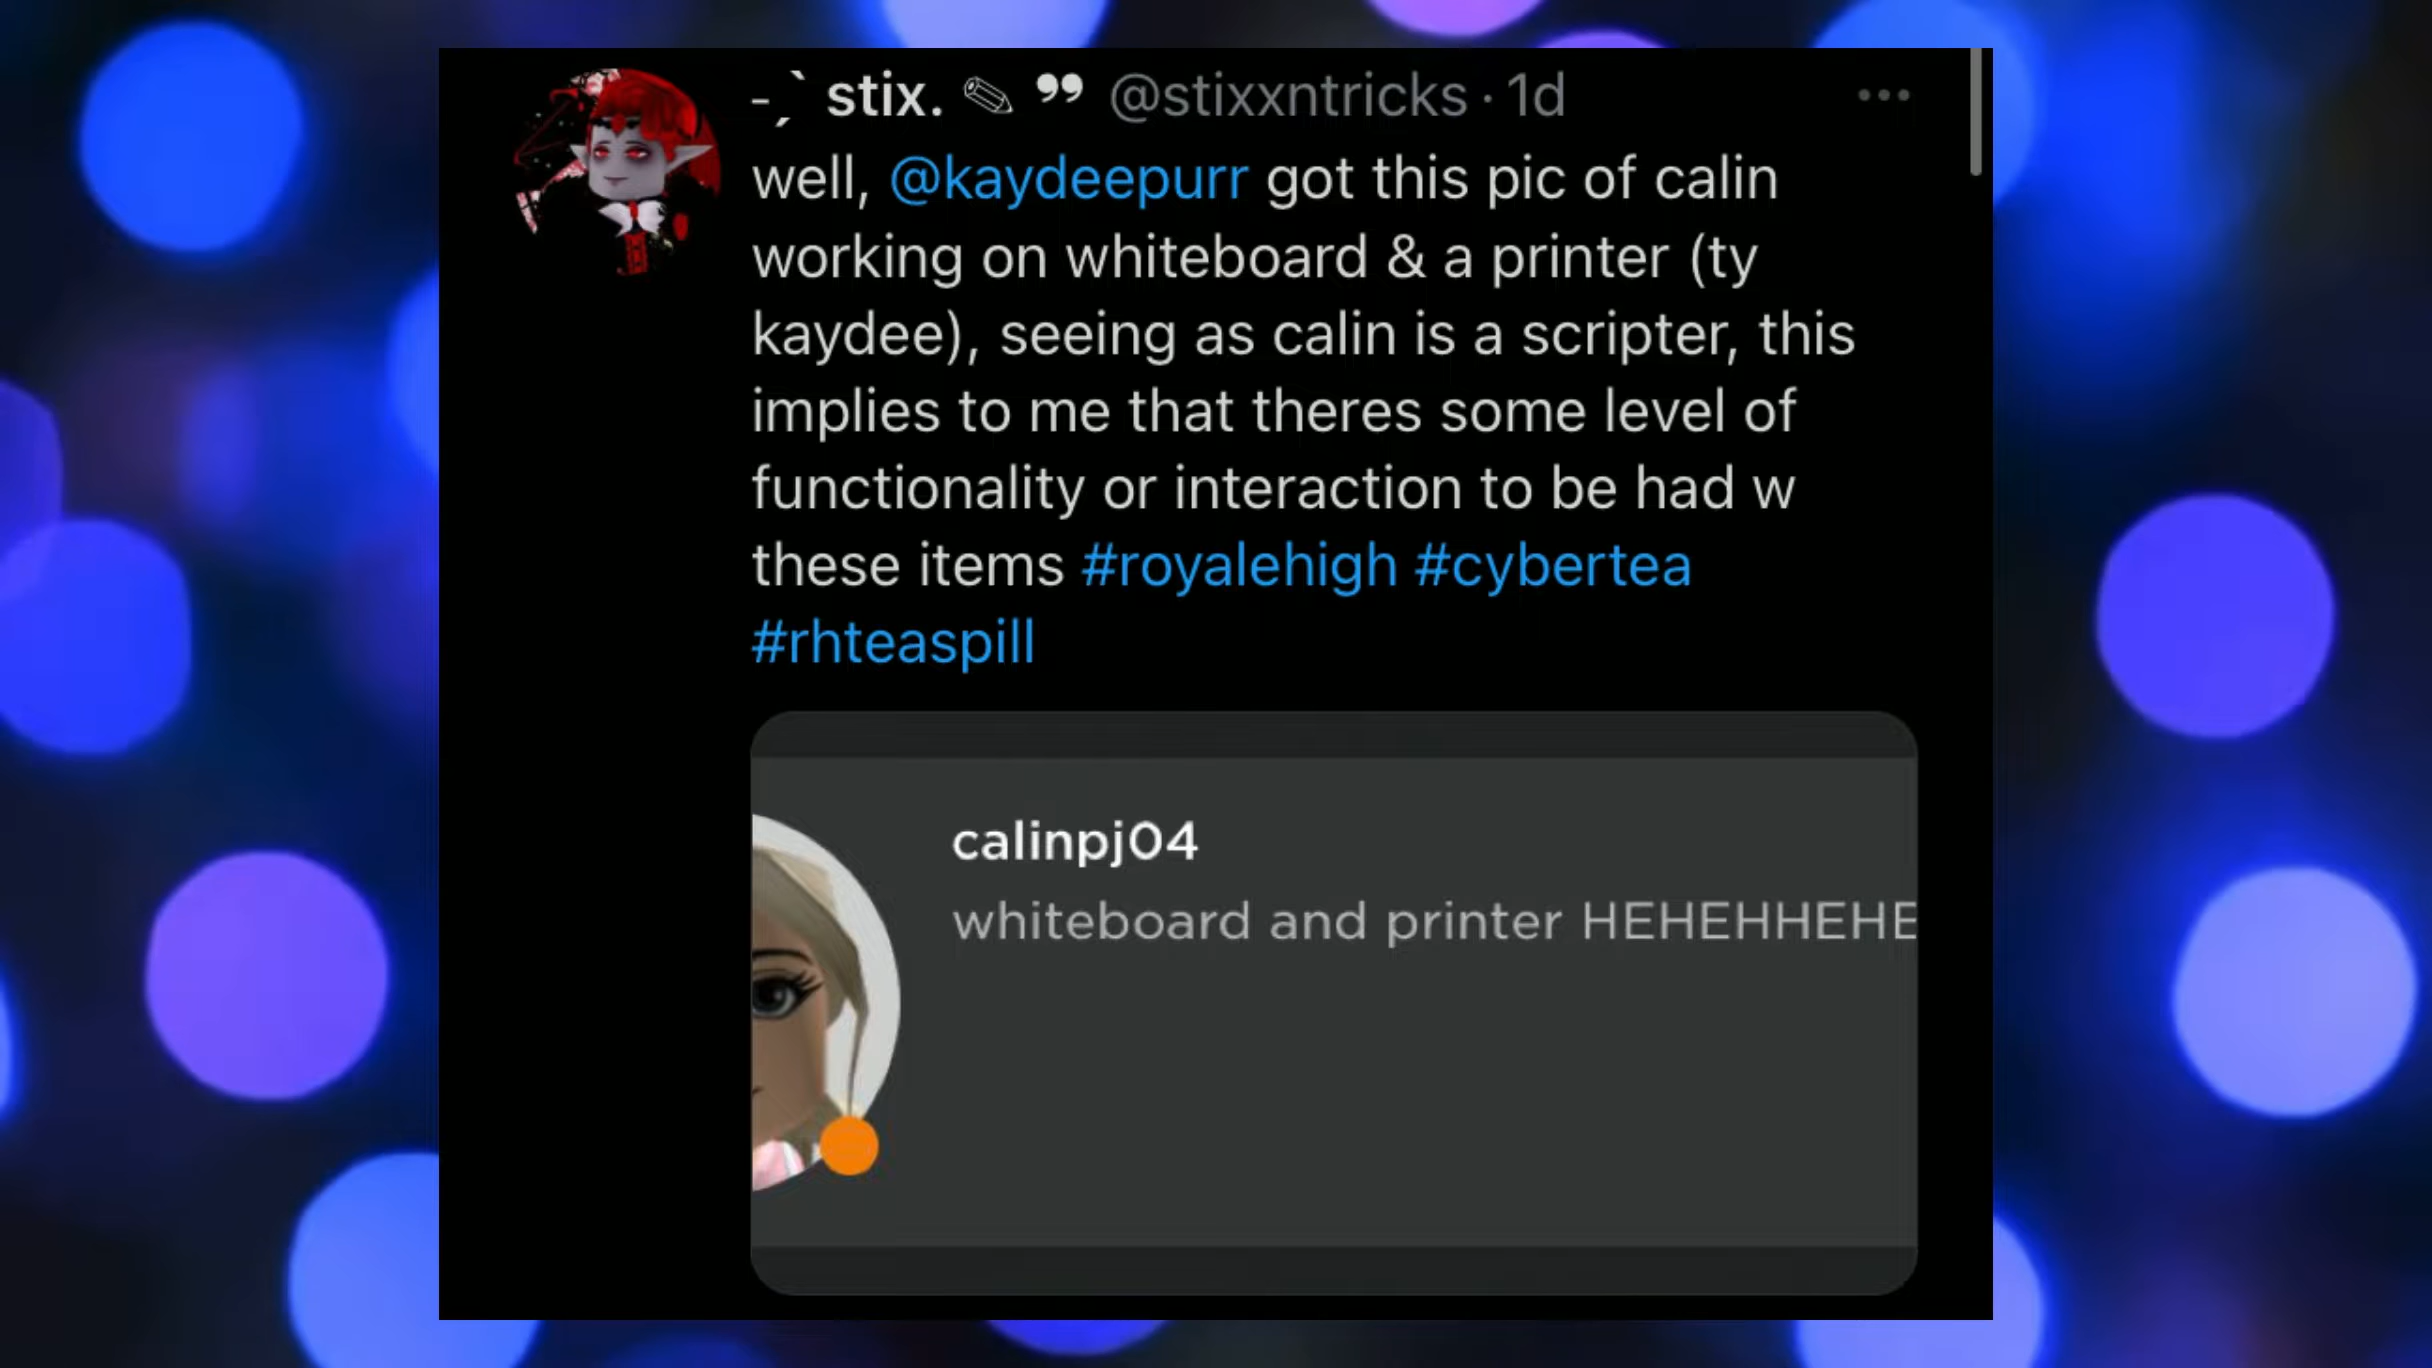 -ˏˋ stix. ✎ ❞ @stixxntricks · 1d
well, @kaydeepurr got this pic of calin
working on whiteboard & a printer (ty
kaydee), seeing as calin is a scripter, this
implies to me that theres some level of
functionality or interaction to be had w
these items #royalehigh #cybertea
#rhteaspill
calinpj04
whiteboard and printer HEHEHHEHE